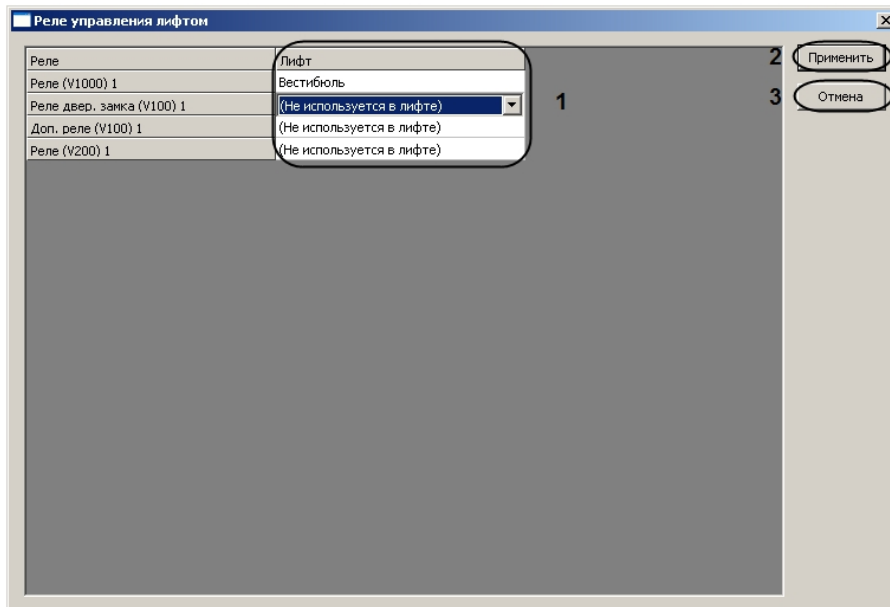 Реле управления лифтом
Реле Лифт
Реле (V1000) 1 Вестибюль
Реле двер. замка (V100) 1 (Не используется в лифте)
Доп. реле (V100) 1 (Не используется в лифте)
Реле (V200) 1 (Не используется в лифте)
1
2 Применить
3 Отмена